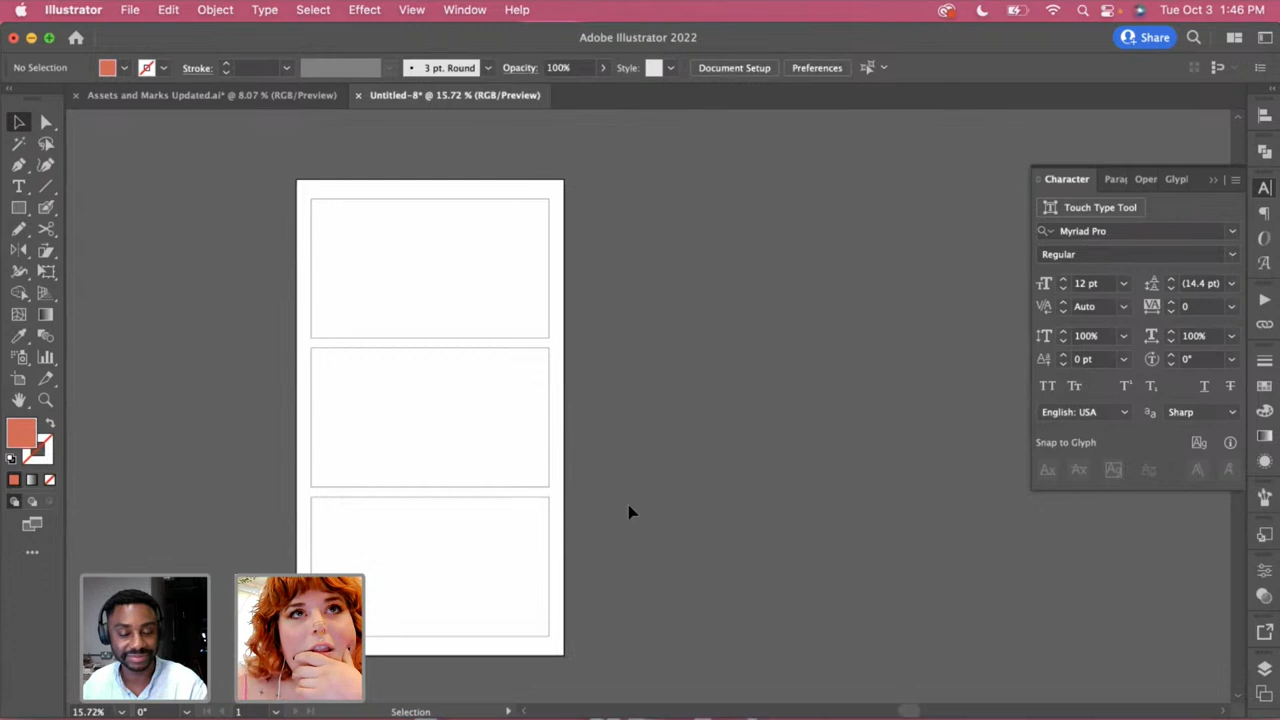 Illustrator File Edit Object Type Select Effect View Window Help Tue Oct 3 1:46 PM
Adobe Illustrator 2022 Share
No Selection Stroke: 3 pt. Round Opacity: 100% Style: Document Setup Preferences
Assets and Marks Updated.ai* @ 8.07 % (RGB/Preview) Untitled-8* @ 15.72 % (RGB/Preview)
Character Para Oper Glypl
Touch Type Tool
Myriad Pro
Regular
12 pt (14.4 pt)
Auto 0
100% 100%
0 pt 0°
English: USA Sharp
Snap to Glyph
15.72% 0° 1 Selection